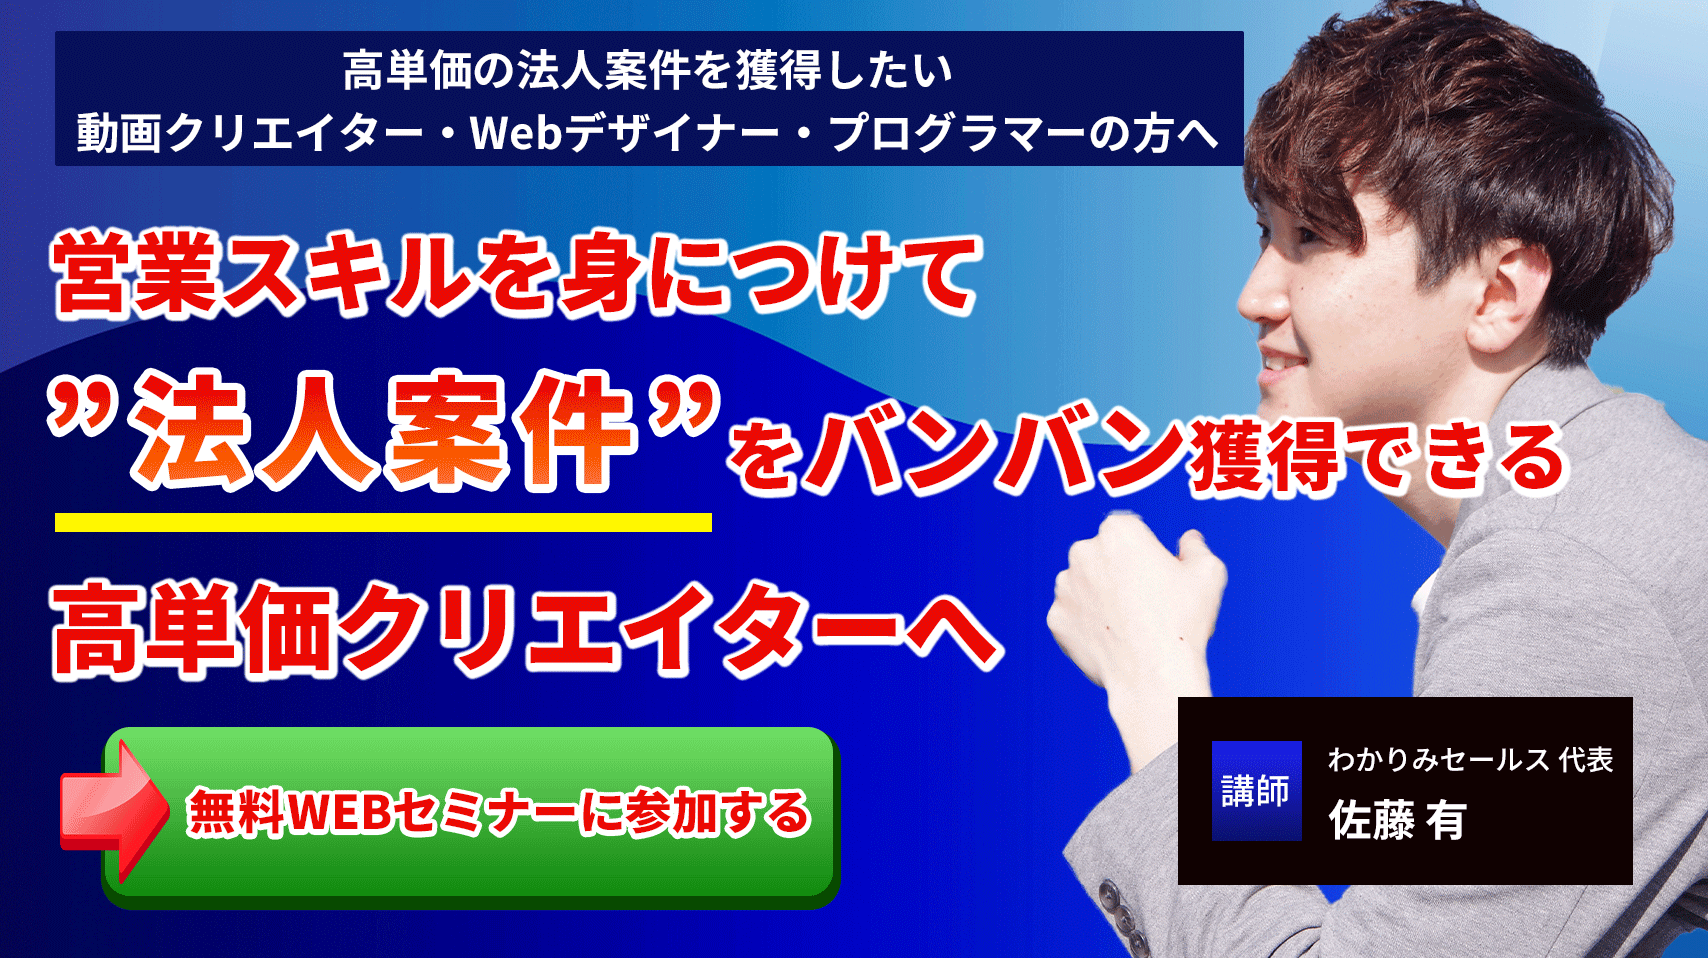 高単価の法人案件を獲得したい
動画クリエイター・Webデザイナー・プログラマーの方へ
営業スキルを身につけて
”法人案件”をバンバン獲得できる
高単価クリエイターへ
無料WEBセミナーに参加する
講師
わかりみセールス 代表
佐藤 有